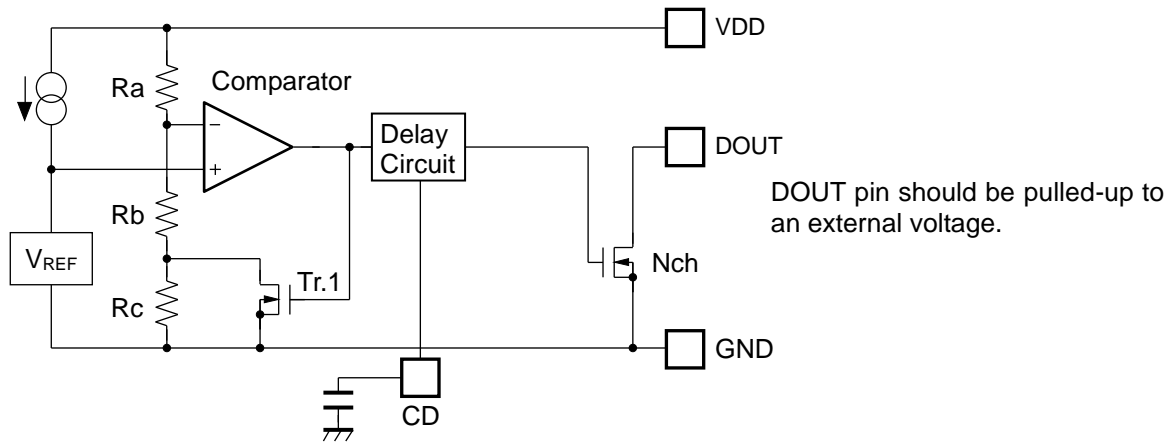 VDD
Ra
Comparator
−
+
Delay
Circuit
DOUT
DOUT pin should be pulled-up to
an external voltage.
Rb
VREF
Tr.1
Nch
Rc
GND
CD